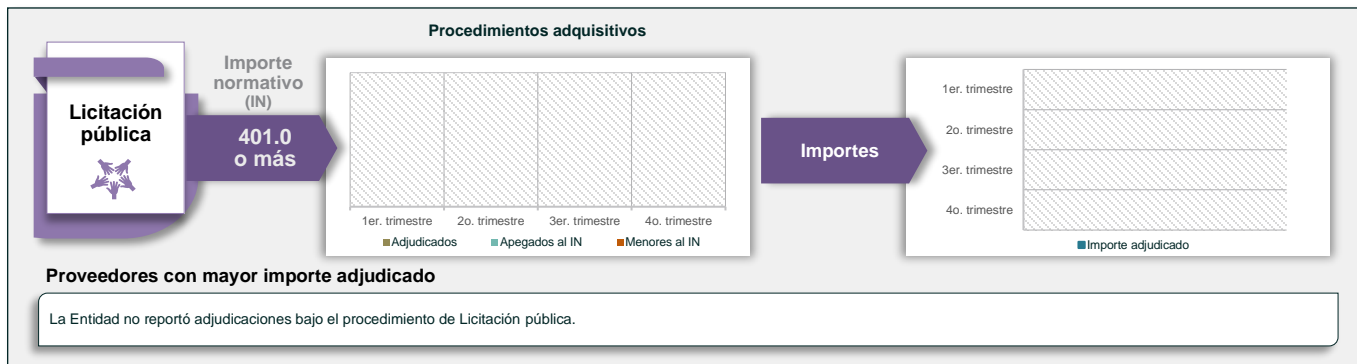 Procedimientos adquisitivos
Licitación
pública
Importe
normativo
(IN)
401.0
o más
1er. trimestre
2o. trimestre
3er. trimestre
4o. trimestre
Adjudicados
Apegados al IN
Menores al IN
Importes
1er. trimestre
2o. trimestre
3er. trimestre
4o. trimestre
Importe adjudicado
Proveedores con mayor importe adjudicado
La Entidad no reportó adjudicaciones bajo el procedimiento de Licitación pública.